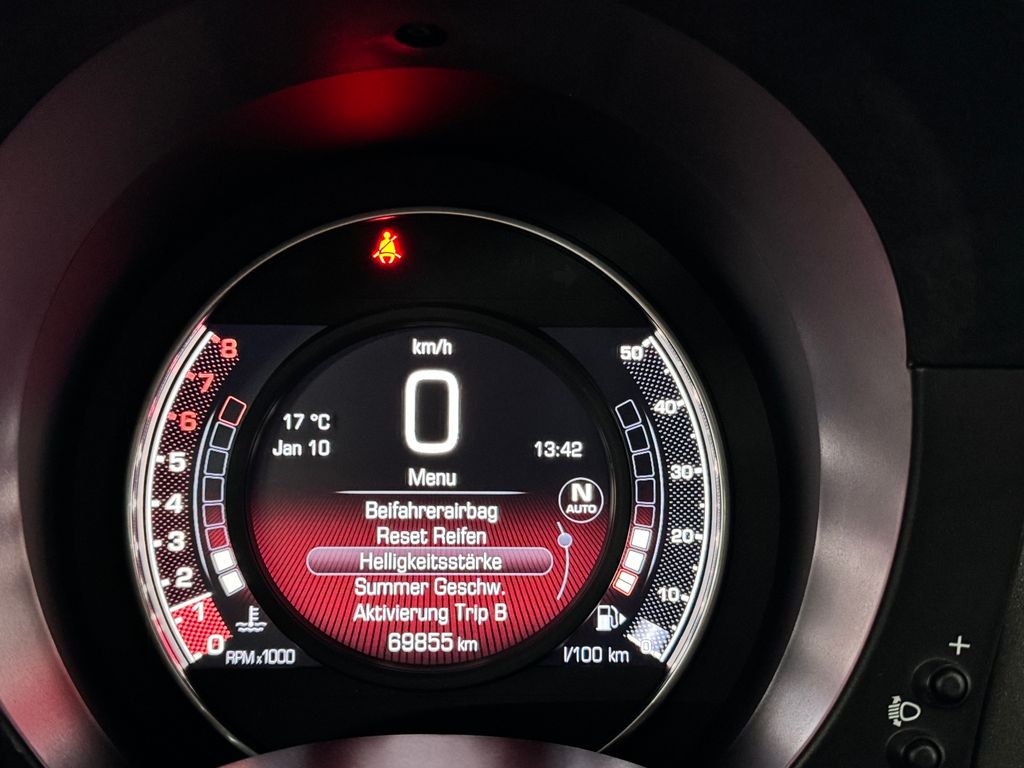 km/h
0
17 °C
Jan 10
13:42
Menu
Beifahrerairbag
Reset Reifen
Helligkeitsstärke
Summer Geschw.
Aktivierung Trip B
69855 km
N
AUTO
8
7
6
5
4
3
2
1
0
RPM x1000
50
40
30
20
10
0
l/100 km
+